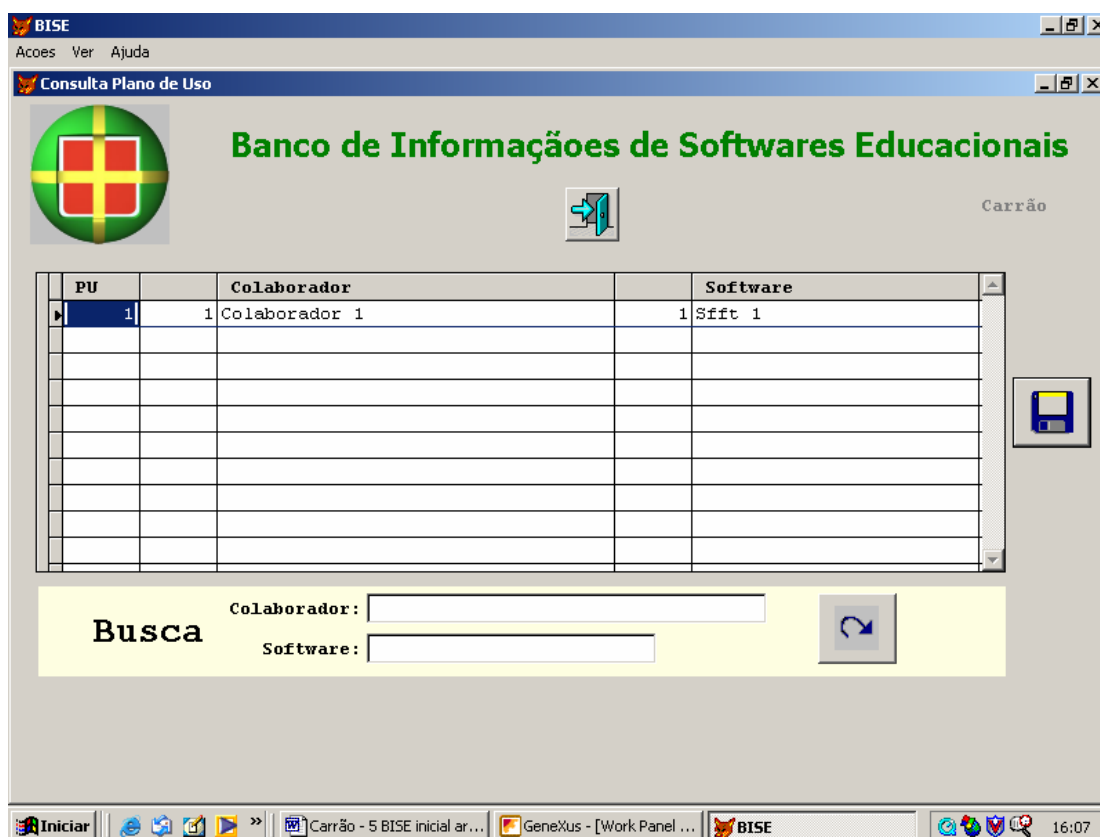 BISE
Acoes Ver Ajuda
Consulta Plano de Uso
Banco de Informaçãoes de Softwares Educacionais
Carrão
PU Colaborador Software
1 1 Colaborador 1 1 Sfft 1
Colaborador:
Busca
Software:
Iniciar » Carrão - 5 BISE inicial ar... GeneXus - [Work Panel ... BISE 16:07